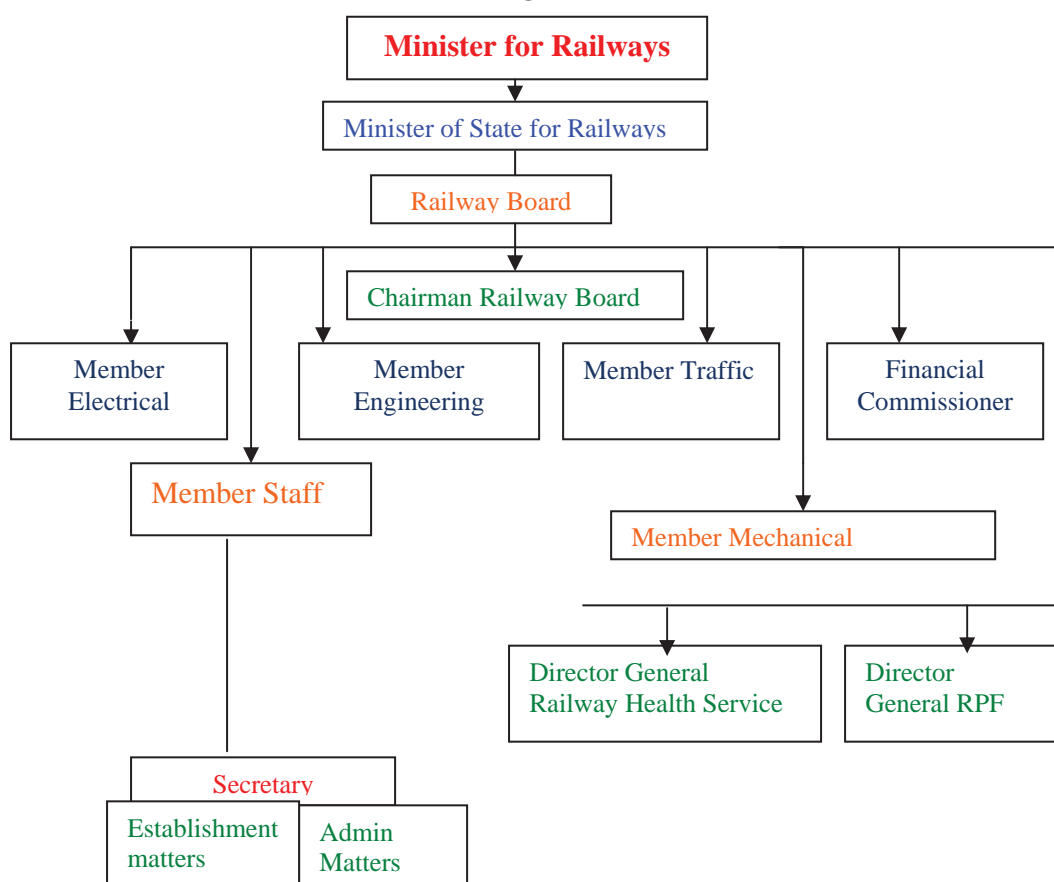 Minister for Railways
Minister of State for Railways
Railway Board
Chairman Railway Board
Member
Electrical
Member
Engineering
Member Traffic
Financial
Commissioner
Member Staff
Member Mechanical
Director General
Railway Health Service
Director
General RPF
Secretary
Establishment
matters
Admin
Matters